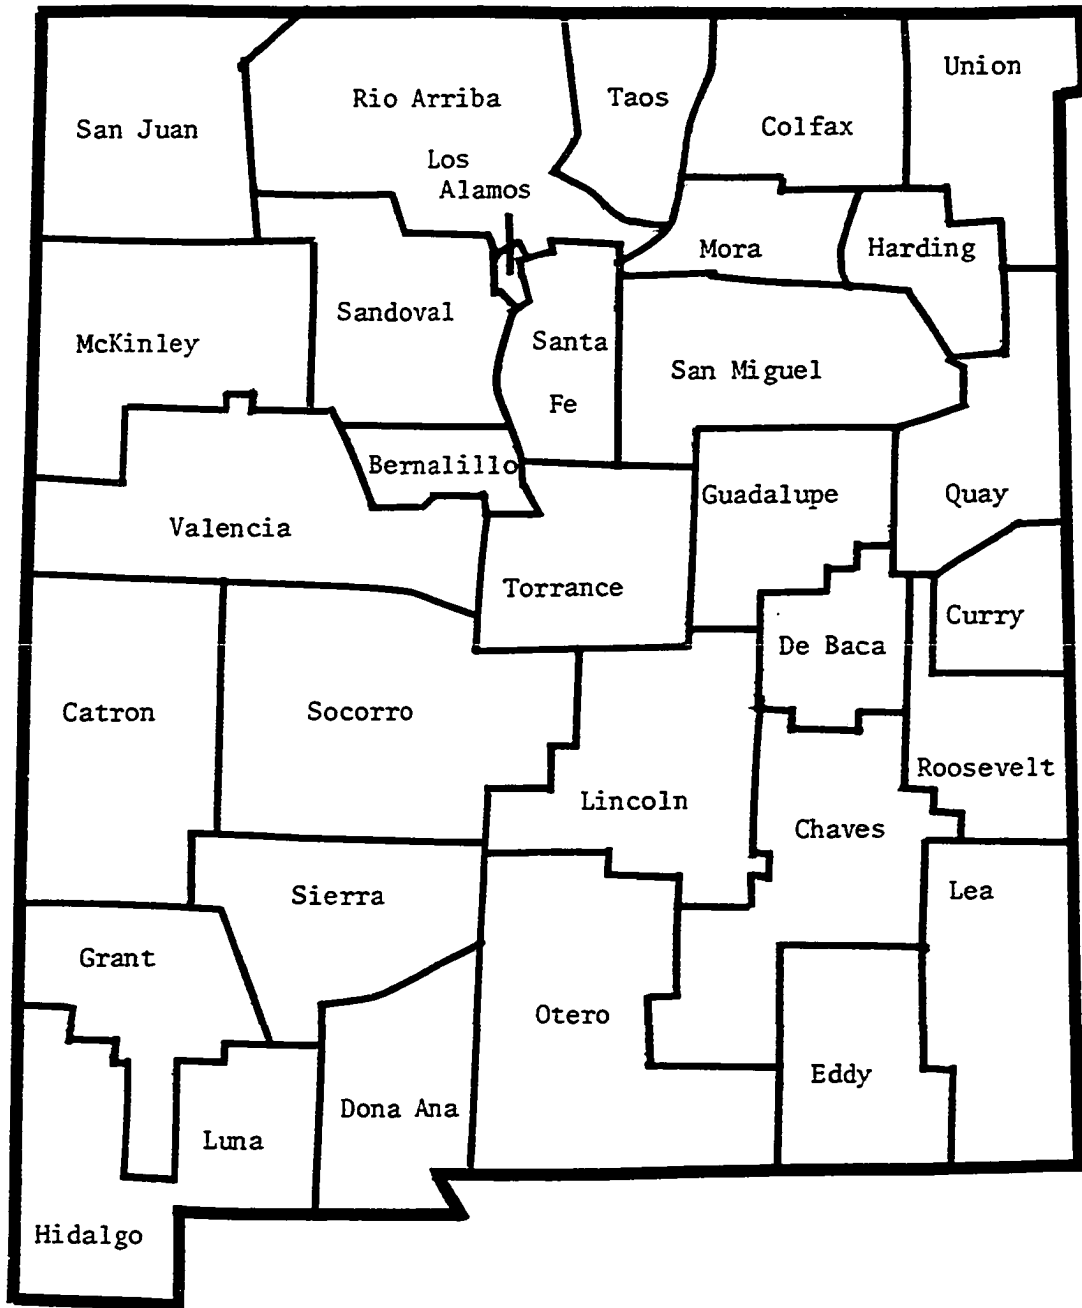 Union
Rio Arriba
Taos
San Juan
Colfax
Los
Alamos
Mora
Harding
Sandoval
McKinley
Santa
Fe
San Miguel
Bernalillo
Guadalupe
Quay
Valencia
Torrance
Curry
De Baca
Catron
Socorro
Roosevelt
Lincoln
Chaves
Sierra
Lea
Grant
Otero
Eddy
Dona Ana
Luna
Hidalgo